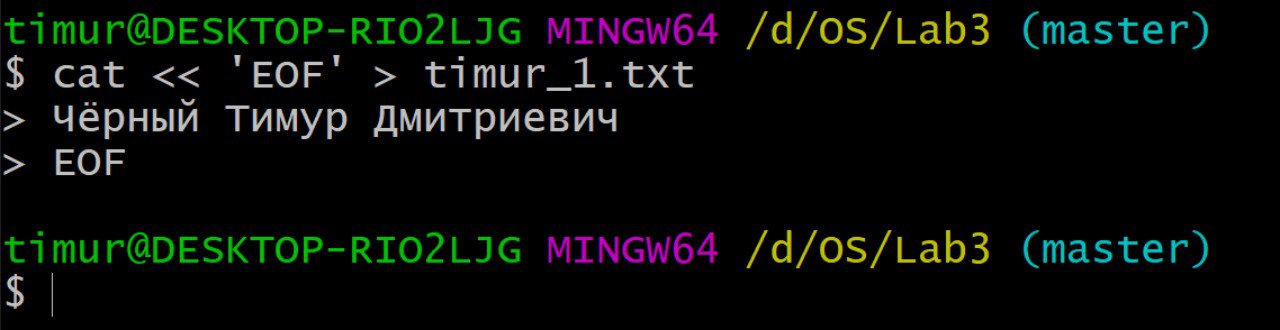 timur@DESKTOP-RIO2LJG MINGW64 /d/OS/Lab3 (master)
$ cat << 'EOF' > timur_1.txt
> Чёрный Тимур Дмитриевич
> EOF
timur@DESKTOP-RIO2LJG MINGW64 /d/OS/Lab3 (master)
$